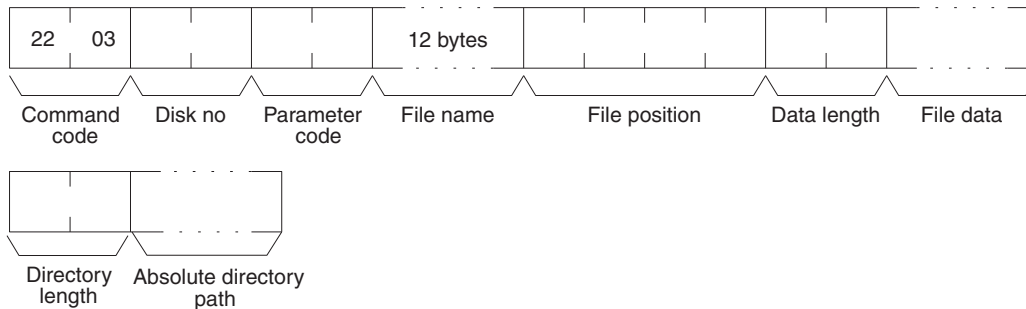 22 03 12 bytes
Command code Disk no Parameter code File name File position Data length File data
Directory length Absolute directory path